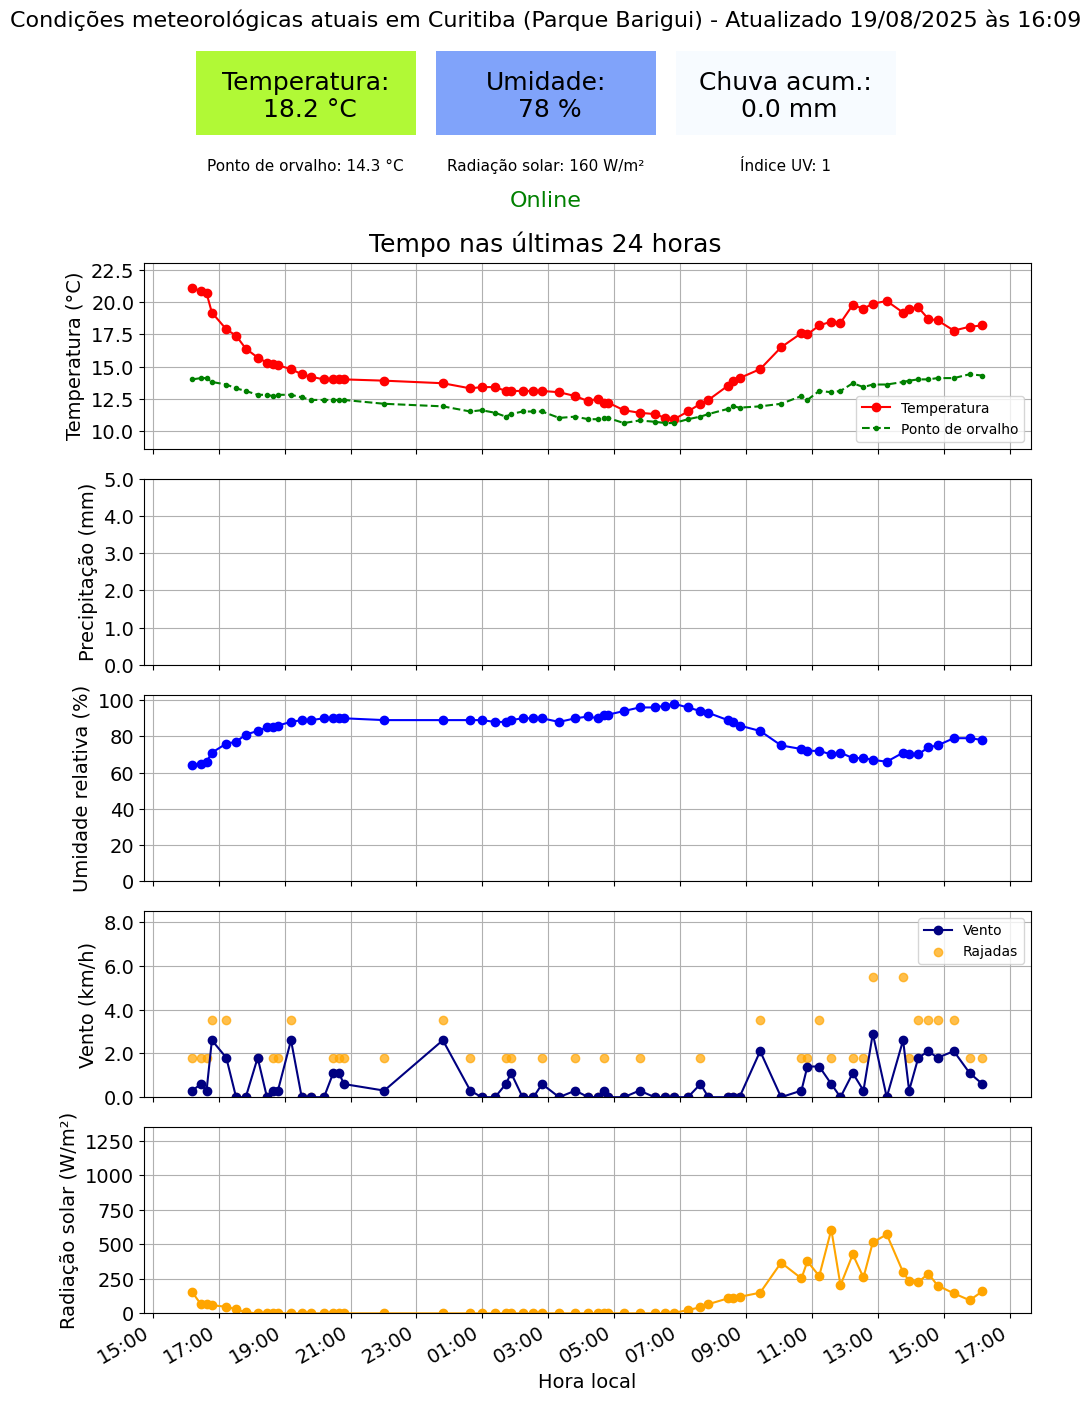 Condições meteorológicas atuais em Curitiba (Parque Barigui) - Atualizado 19/08/2025 às 16:09
Temperatura:
18.2 °C
Umidade:
78 %
Chuva acum.:
0.0 mm
Ponto de orvalho: 14.3 °C
Radiação solar: 160 W/m²
Índice UV: 1
Online
Tempo nas últimas 24 horas
Temperatura (°C)
22.5
20.0
17.5
15.0
12.5
10.0
Temperatura
Ponto de orvalho
Precipitação (mm)
5.0
4.0
3.0
2.0
1.0
0.0
Umidade relativa (%)
100
80
60
40
20
0
Vento (km/h)
8.0
6.0
4.0
2.0
0.0
Vento
Rajadas
Radiação solar (W/m²)
1250
1000
750
500
250
0
15:00
17:00
19:00
21:00
23:00
01:00
03:00
05:00
07:00
09:00
11:00
13:00
15:00
17:00
Hora local